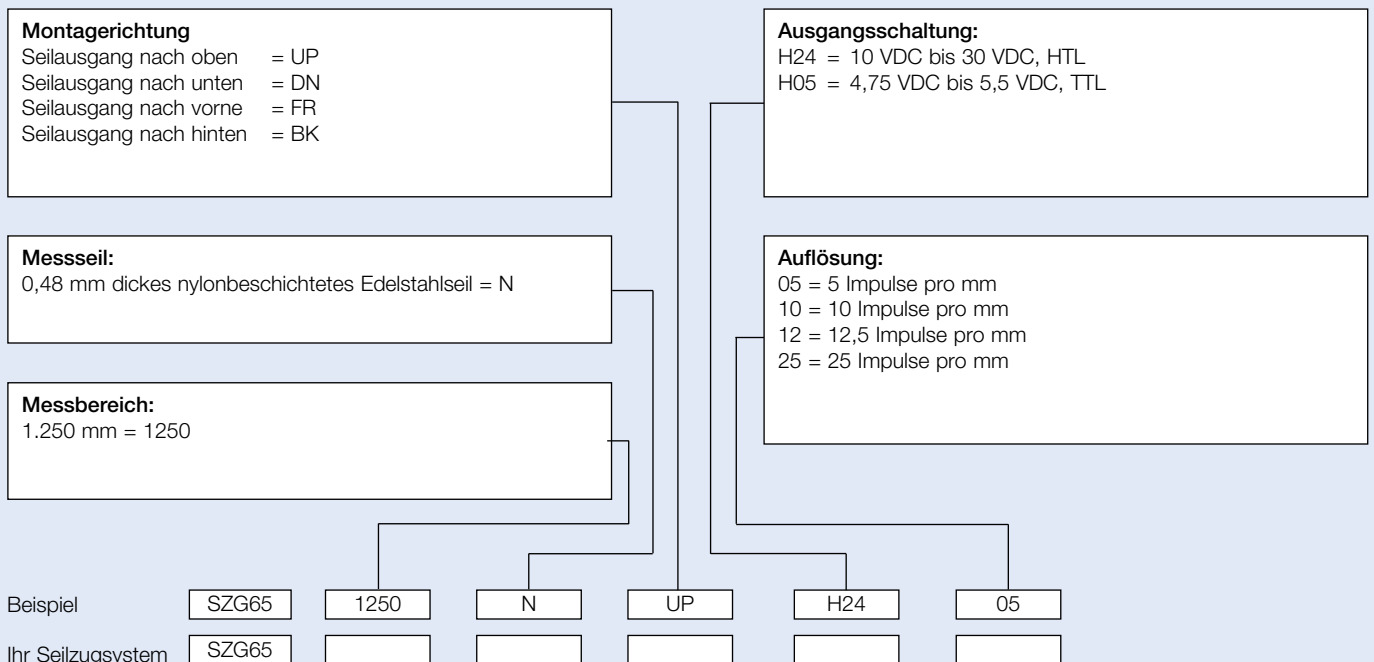 Montagerichtung
Seilausgang nach oben = UP
Seilausgang nach unten = DN
Seilausgang nach vorne = FR
Seilausgang nach hinten = BK
Messseil:
0,48 mm dickes nylonbeschichtetes Edelstahlseil = N
Messbereich:
1.250 mm = 1250
Ausgangsschaltung:
H24 = 10 VDC bis 30 VDC, HTL
H05 = 4,75 VDC bis 5,5 VDC, TTL
Auflösung:
05 = 5 Impulse pro mm
10 = 10 Impulse pro mm
12 = 12,5 Impulse pro mm
25 = 25 Impulse pro mm
Beispiel SZG65 1250 N UP H24 05
Ihr Seilzugsystem SZG65